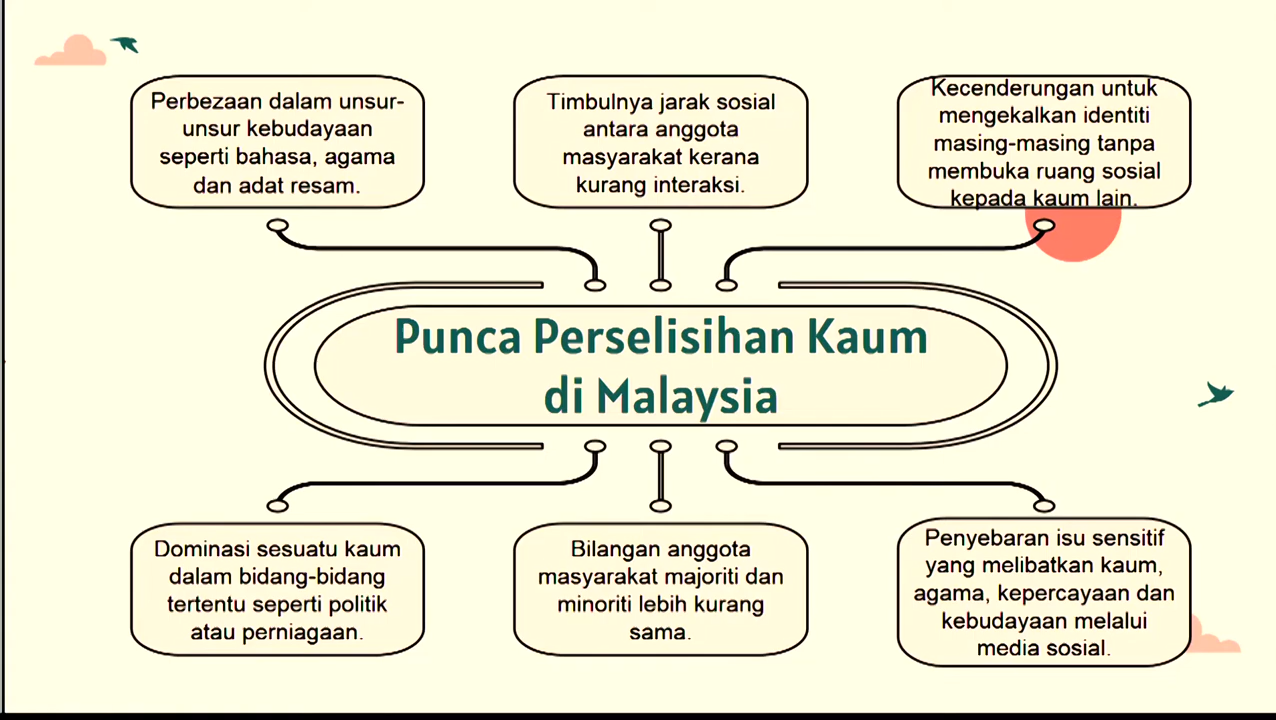 Perbezaan dalam unsur-
unsur kebudayaan
seperti bahasa, agama
dan adat resam.
Timbulnya jarak sosial
antara anggota
masyarakat kerana
kurang interaksi.
Kecenderungan untuk
mengekalkan identiti
masing-masing tanpa
membuka ruang sosial
kepada kaum lain.
Punca Perselisihan Kaum
di Malaysia
Dominasi sesuatu kaum
dalam bidang-bidang
tertentu seperti politik
atau perniagaan.
Bilangan anggota
masyarakat majoriti dan
minoriti lebih kurang
sama.
Penyebaran isu sensitif
yang melibatkan kaum,
agama, kepercayaan dan
kebudayaan melalui
media sosial.